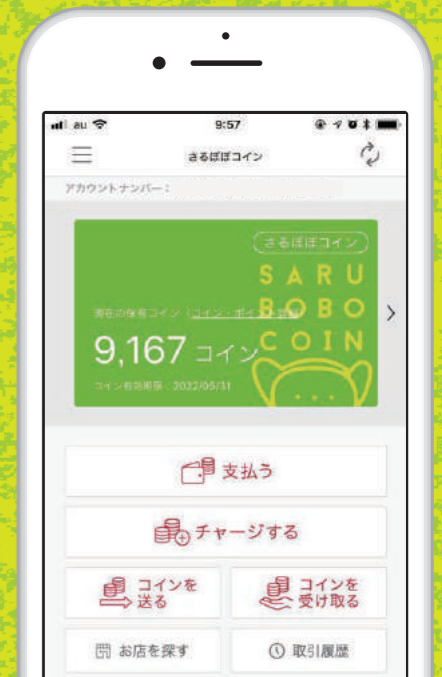 au
9:57
さるぼぼコイン
アカウントナンバー：
さるぼぼコイン
SARU
BOBO
COIN
現在の保有コイン（コイン・ポイント詳細）
9,167 コイン
コイン有効期限：2022/05/31
支払う
チャージする
コインを
送る
コインを
受け取る
お店を探す
取引履歴